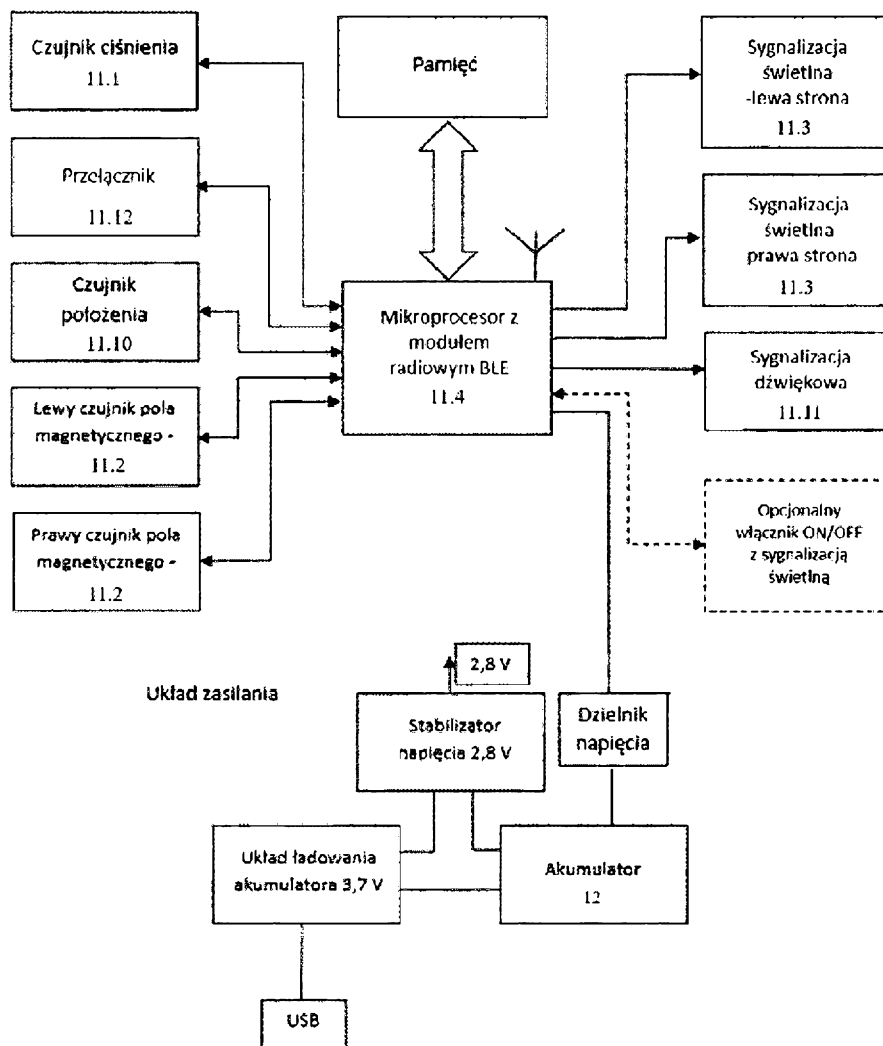 Czujnik ciśnienia
11.1
Przełącznik
11.12
Czujnik
położenia
11.10
Lewy czujnik pola
magnetycznego -
11.2
Prawy czujnik pola
magnetycznego -
11.2
Pamięć
Mikroprocesor z
modułem
radiowym BLE
11.4
Sygnalizacja
świetlna
-lewa strona
11.3
Sygnalizacja
świetlna
prawa strona
11.3
Sygnalizacja
dźwiękowa
11.11
Opcjonalny
włącznik ON/OFF
z sygnalizacją
świetlną
Układ zasilania
2,8 V
Stabilizator
napięcia 2,8 V
Dzielnik
napięcia
Układ ładowania
akumulatora 3,7 V
Akumulator
12
USB